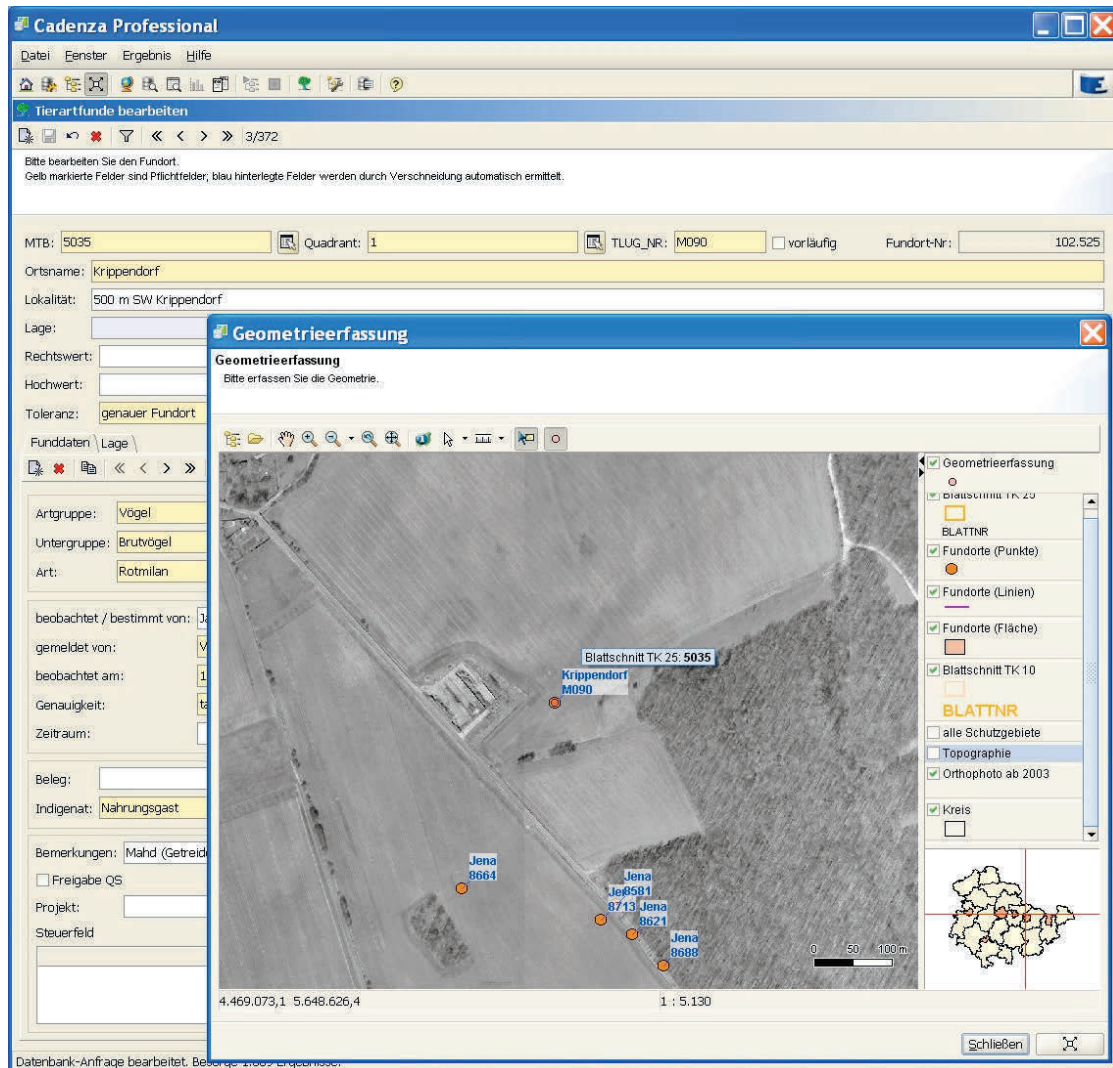 Cadenza Professional
Datei Fenster Ergebnis Hilfe
Tierartfunde bearbeiten
3/372
Bitte bearbeiten Sie den Fundort.
Gelb markierte Felder sind Pflichtfelder; blau hinterlegte Felder werden durch Verschneidung automatisch ermittelt.
MTB: 5035 Quadrant: 1 TLUG_NR: M090 vorläufig Fundort-Nr: 102.525
Ortsname: Krippendorf
Lokalität: 500 m SW Krippendorf
Lage:
Rechtswert:
Hochwert:
Toleranz: genauer Fundort
Funddaten Lage
Artgruppe: Vögel
Untergruppe: Brutvögel
Art: Rotmilan
beobachtet / bestimmt von:
gemeldet von:
beobachtet am:
Genauigkeit:
Zeitraum:
Beleg:
Indigenat: Nahrungsgast
Bemerkungen: Mahd (Getreide
Freigabe QS
Projekt:
Steuerfeld
Datenbank-Anfrage bearbeitet.
Geometrieerfassung
Geometrieerfassung
Bitte erfassen Sie die Geometrie.
Blattschnitt TK 25: 5035
Krippendorf
M090
Jena
8664
Jena
8581
8713
Jena
8621
Jena
8688
0 50 100 m
Geometrieerfassung
Blattschnitt TK 25
BLATTNR
Fundorte (Punkte)
Fundorte (Linien)
Fundorte (Fläche)
Blattschnitt TK 10
BLATTNR
alle Schutzgebiete
Topographie
Orthophoto ab 2003
Kreis
4.469.073,1 5.648.626,4 1 : 5.130
Schließen